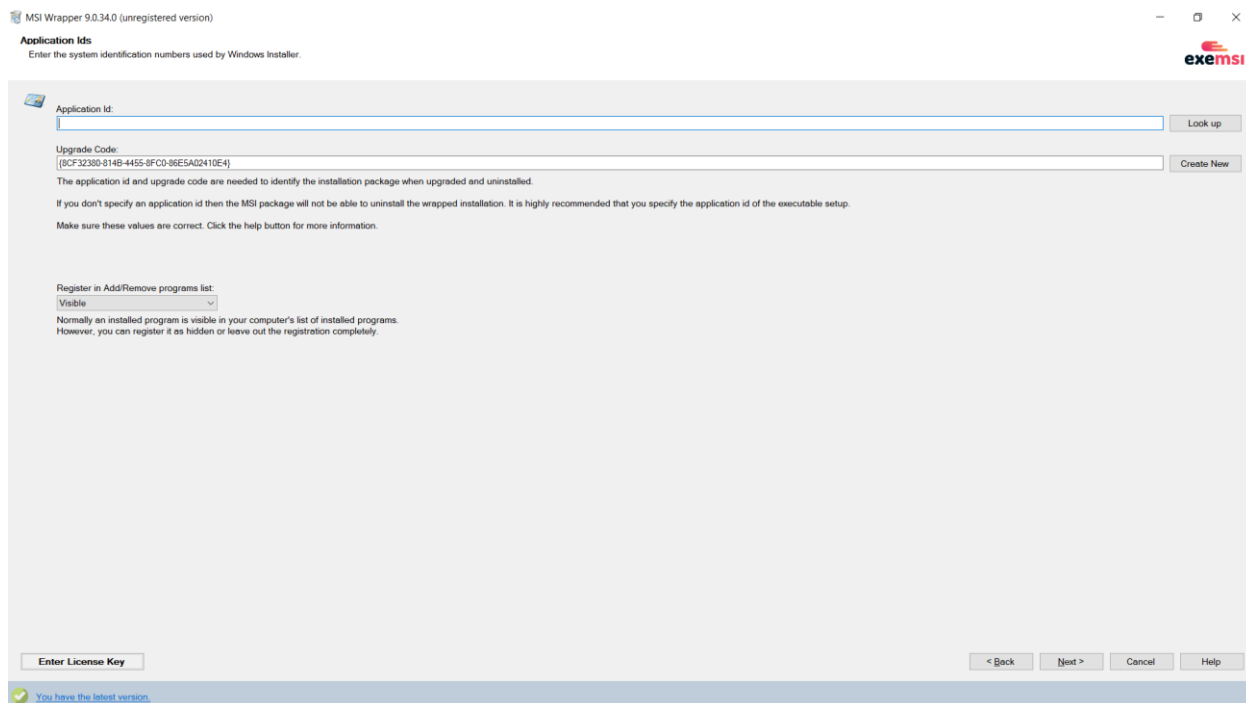 MSI Wrapper 9.0.34.0 (unregistered version)
Application Ids
Enter the system identification numbers used by Windows Installer.
exemsi
Application Id:
Look up
Upgrade Code:
{8CF32380-814B-4455-8FC0-86E5A02410E4}
Create New
The application id and upgrade code are needed to identify the installation package when upgraded and uninstalled.
If you don't specify an application id then the MSI package will not be able to uninstall the wrapped installation. It is highly recommended that you specify the application id of the executable setup.
Make sure these values are correct. Click the help button for more information.
Register in Add/Remove programs list:
Visible
Normally an installed program is visible in your computer's list of installed programs.
However, you can register it as hidden or leave out the registration completely.
Enter License Key
< Back
Next >
Cancel
Help
You have the latest version.